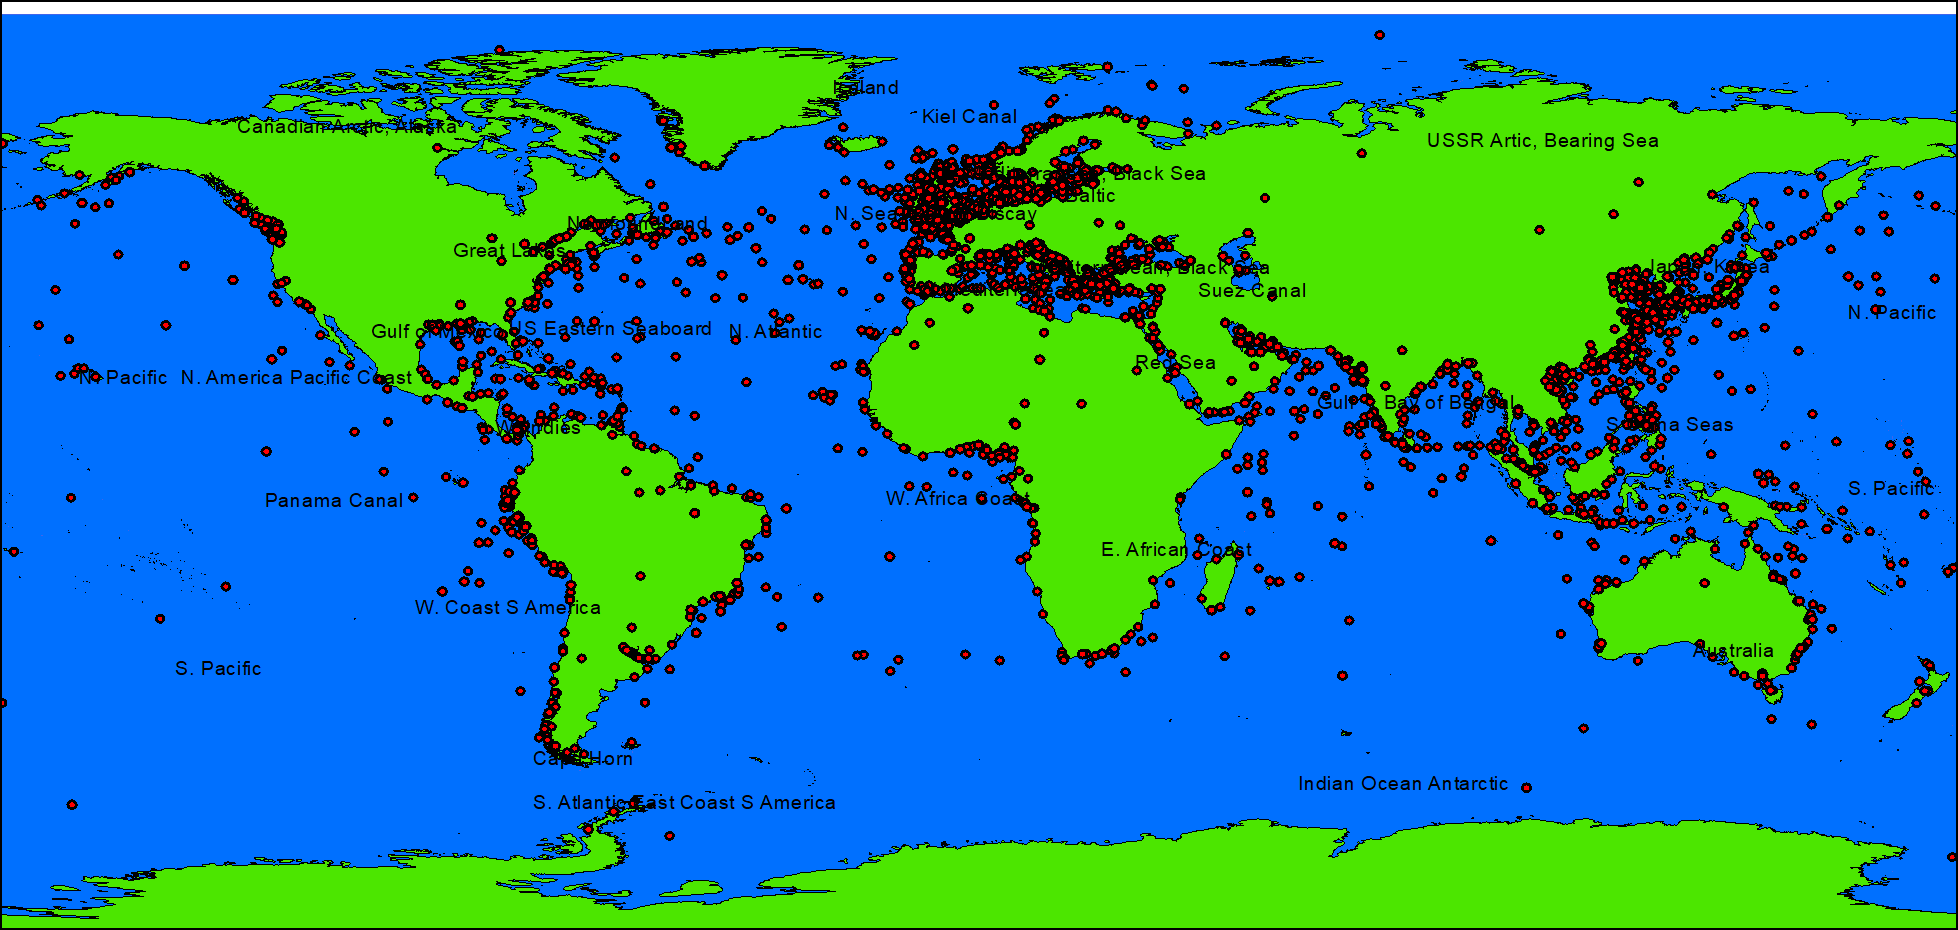 Iceland
Kiel Canal
Canadian Arctic, Alaska
USSR Artic, Bearing Sea
Black Sea
Baltic
N. Sea
Biscay
Newfoundland
Great Lakes
Japan, Korea
Mediterranean, Black Sea
Suez Canal
N. Pacific
Gulf of Mexico
US Eastern Seaboard
N. Atlantic
Red Sea
N. Pacific
N. America Pacific Coast
Gulf
Bay of Bengal
W. Indies
S. China Seas
Panama Canal
W. Africa Coast
S. Pacific
E. African Coast
W. Coast S America
Australia
S. Pacific
Cape Horn
Indian Ocean Antarctic
S. Atlantic East Coast S America